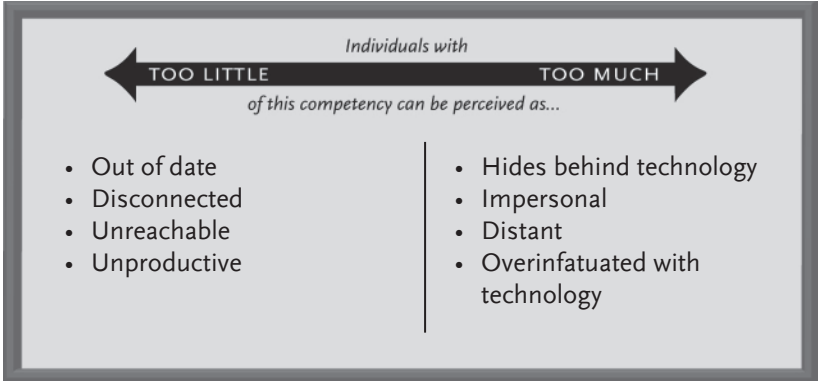 Individuals with
TOO LITTLE TOO MUCH
of this competency can be perceived as...
• Out of date
• Disconnected
• Unreachable
• Unproductive
• Hides behind technology
• Impersonal
• Distant
• Overinfatuated with
technology